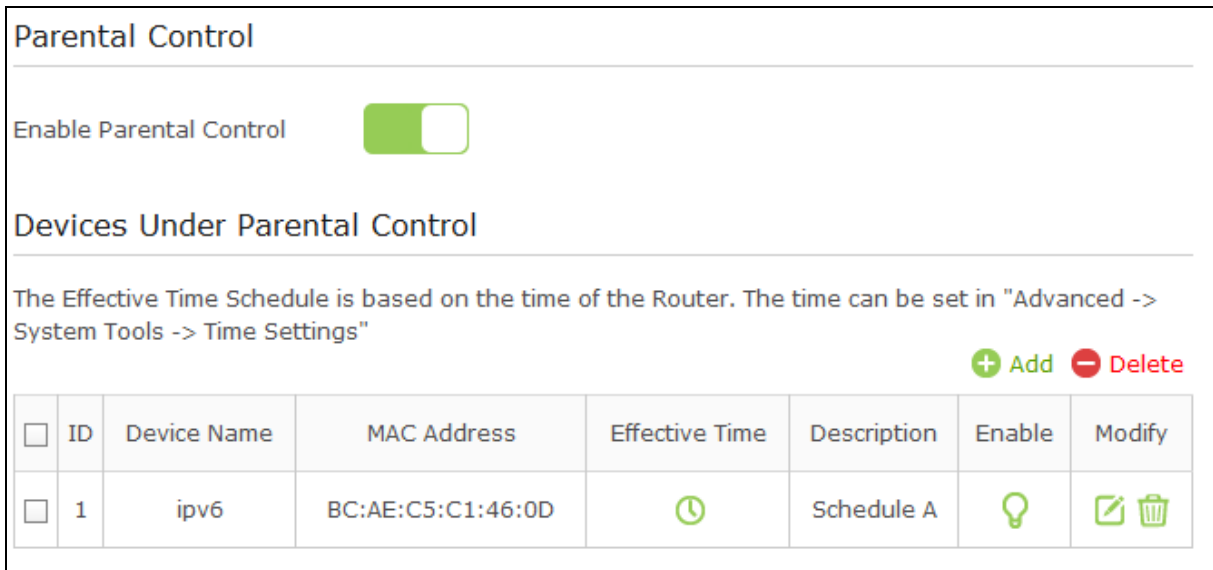 Parental Control
Enable Parental Control
Devices Under Parental Control
The Effective Time Schedule is based on the time of the Router. The time can be set in "Advanced ->
System Tools -> Time Settings"
Add Delete
ID Device Name MAC Address Effective Time Description Enable Modify
1 ipv6 BC:AE:C5:C1:46:0D Schedule A